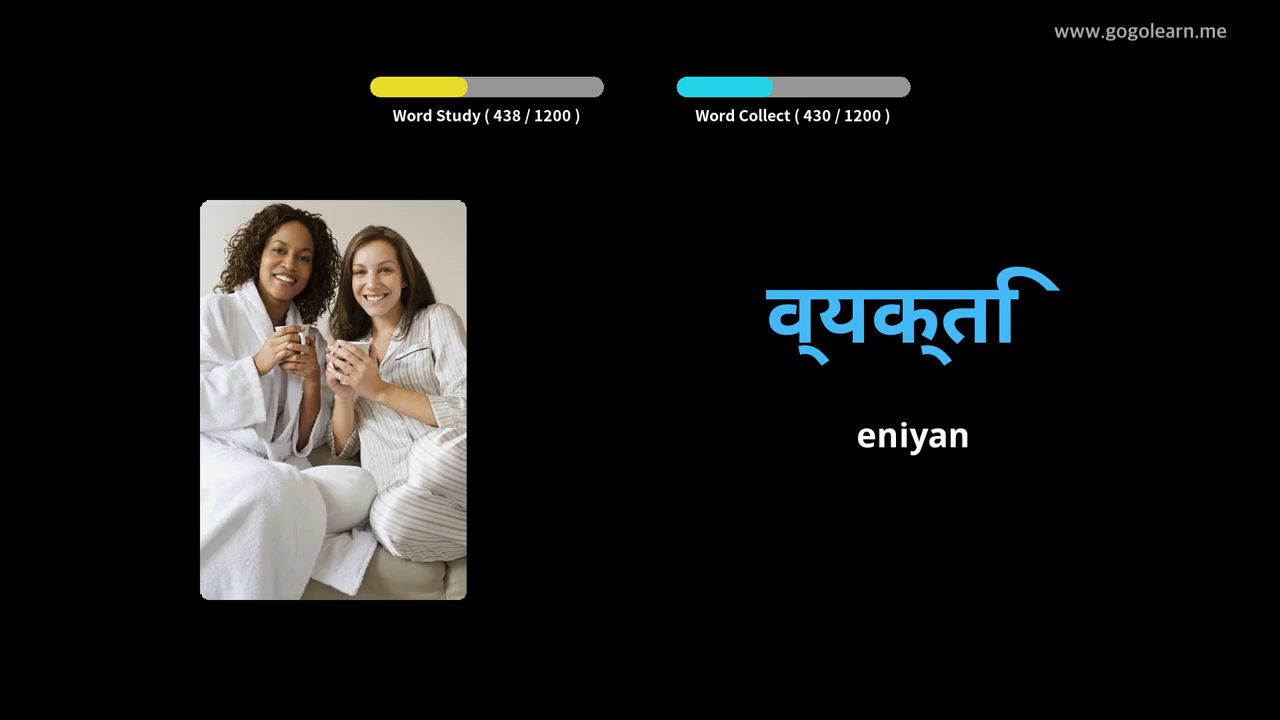 www.gogolearn.me
Word Study ( 438 / 1200 )
Word Collect ( 430 / 1200 )
व्यक्ति
eniyan